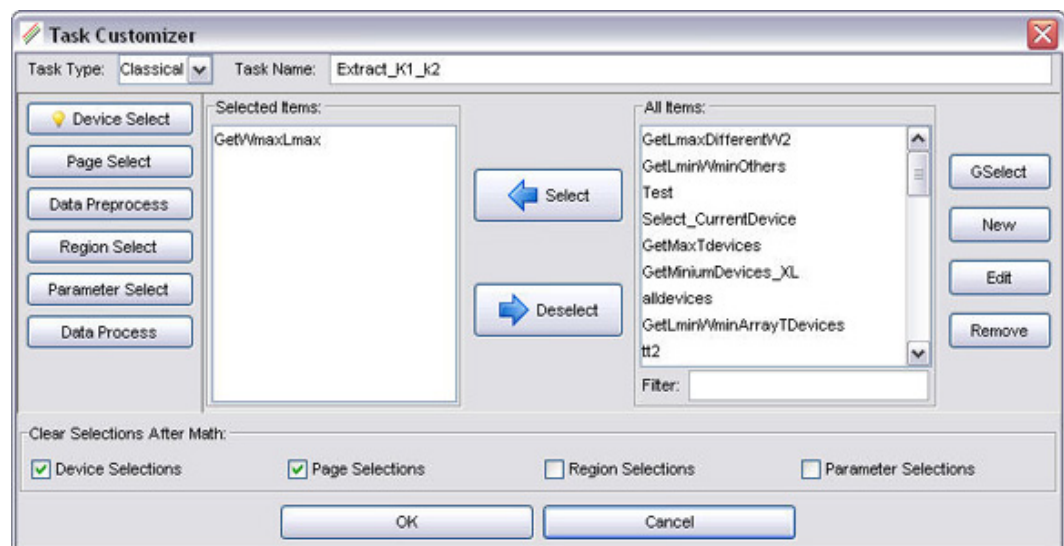 Task Customizer
Task Type: Classical Task Name: Extract_K1_k2
Device Select
Page Select
Data Preprocess
Region Select
Parameter Select
Data Process
Selected Items:
GetWmaxLmax
Select
Deselect
All Items:
GetLmaxDifferentW2
GetLminWminOthers
Test
Select_CurrentDevice
GetMaxTdevices
GetMiniumDevices_XL
alldevices
GetLminWminArrayTDevices
tt2
Filter:
GSelect
New
Edit
Remove
Clear Selections After Math:
Device Selections Page Selections Region Selections Parameter Selections
OK Cancel